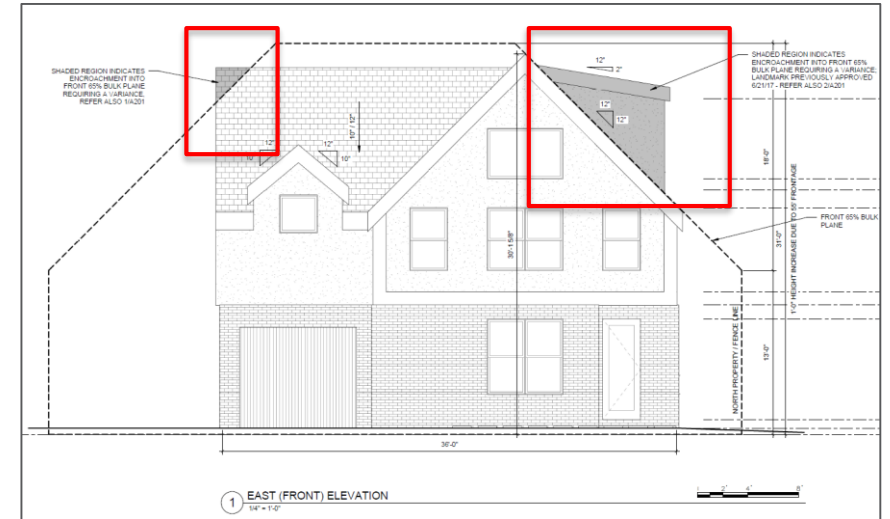 SHADED REGION INDICATES
ENCROACHMENT INTO
FRONT 65% BULK PLANE
REQUIRING A VARIANCE,
REFER ALSO 1/A201
12"
2"
SHADED REGION INDICATES
ENCROACHMENT INTO FRONT 65%
BULK PLANE REQUIRING A VARIANCE;
LANDMARK PREVIOUSLY APPROVED
6/21/17 - REFER ALSO 2/A201
12"
12"
10" / 12"
12"
10"
12"
10"
30'-1 5/8"
18'-0"
31'-0"
1'-0" HEIGHT INCREASE DUE TO 55' FRONTAGE
FRONT 65% BULK
PLANE
13'-0"
NORTH PROPERTY / FENCE LINE
36'-0"
1 EAST (FRONT) ELEVATION
1/4" = 1'-0"
2' 4' 8'